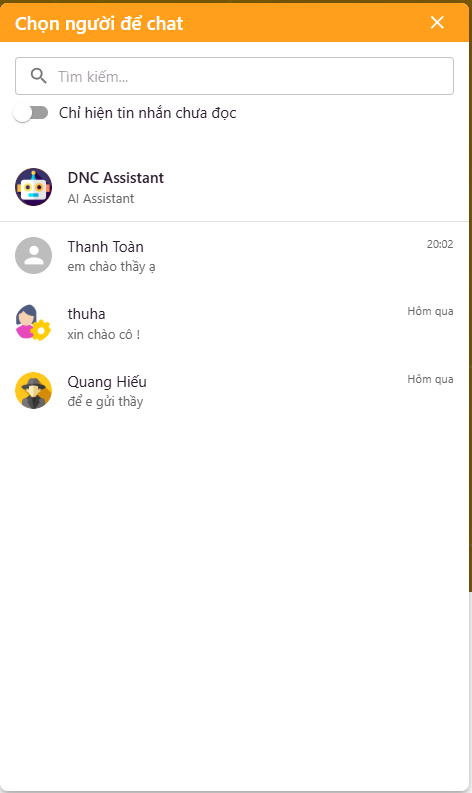 Chọn người để chat
Tìm kiếm...
Chỉ hiện tin nhắn chưa đọc
DNC Assistant
AI Assistant
Thanh Toàn
20:02
em chào thầy ạ
thuha
Hôm qua
xin chào cô !
Quang Hiếu
Hôm qua
để e gửi thầy